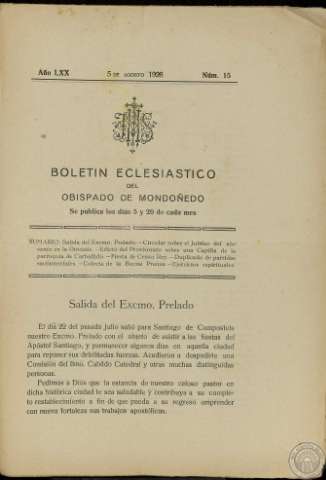 Año LXX 5 DE AGOSTO 1926 Núm. 15
BOLETIN ECLESIASTICO
DEL
OBISPADO DE MONDOÑEDO
Se publica los días 5 y 20 de cada mes
SUMARIO: Salida del Excmo. Prelado.—Circular sobre el Jubileo del año
santo en la Diócesis.—Edicto del Provisorato sobre una Capilla de la
parroquia de Carballido.—Fiesta de Cristo Rey.—Duplicado de partidas
sacramentales.—Colecta de la Buena Prensa.—Ejercicios espirituales.
Salida del Excmo. Prelado
El día 22 del pasado julio salió para Santiago de Compostela
nuestro Excmo. Prelado con el objeto de asistir a las fiestas del
Apóstol Santiago, y permanecer algunos días en aquella ciudad
para reponer sus debilitadas fuerzas. Acudieron a despedirle una
Comisión del Ilmo. Cabildo Catedral y otras muchas distinguidas
personas.
Pedimos a Dios que la estancia de nuestro celoso pastor en
dicha histórica ciudad le sea saludable y contribuya a su comple-
to restablecimiento a fin de que pueda a su regreso emprender
con nueva fortaleza sus trabajos apostólicos.